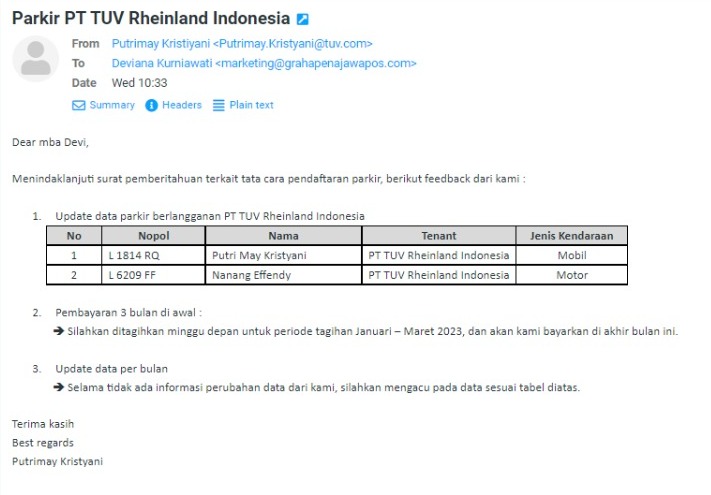 Parkir PT TUV Rheinland Indonesia
From Putrimay Kristiyani <Putrimay.Kristyani@tuv.com>
To Deviana Kurniawati <marketing@grahapenajawapos.com>
Date Wed 10:33
Summary Headers Plain text
Dear mba Devi,
Menindaklanjuti surat pemberitahuan terkait tata cara pendaftaran parkir, berikut feedback dari kami :
1. Update data parkir berlangganan PT TUV Rheinland Indonesia
No Nopol Nama Tenant Jenis Kendaraan
1 L 1814 RQ Putri May Kristyani PT TUV Rheinland Indonesia Mobil
2 L 6209 FF Nanang Effendy PT TUV Rheinland Indonesia Motor
2. Pembayaran 3 bulan di awal :
➔ Silahkan ditagihkan minggu depan untuk periode tagihan Januari – Maret 2023, dan akan kami bayarkan di akhir bulan ini.
3. Update data per bulan
➔ Selama tidak ada informasi perubahan data dari kami, silahkan mengacu pada data sesuai tabel diatas.
Terima kasih
Best regards
Putrimay Kristyani